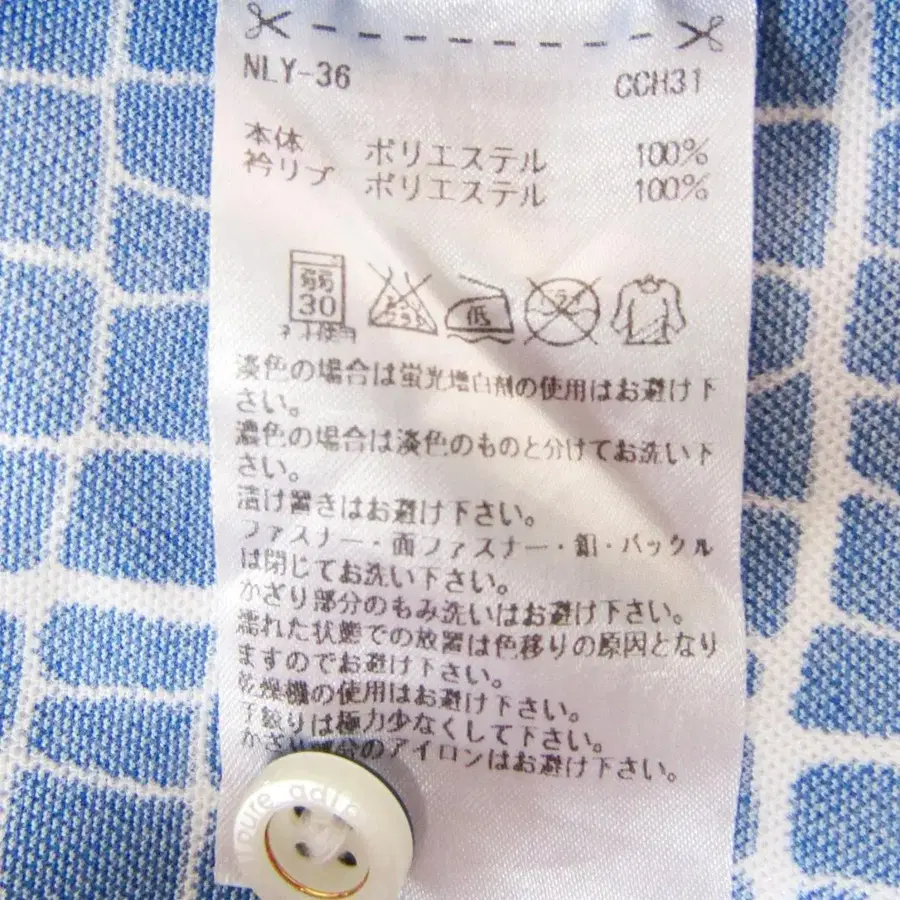 NLY-36 CCH31
本体 ポリエステル 100%
衿リブ ポリエステル 100%
弱
30
ネット使用
低
淡色の場合は蛍光増白剤の使用はお避け下
さい。
濃色の場合は淡色のものと分けてお洗い下
さい。
漬け置きはお避け下さい。
ファスナー・面ファスナー・釦・バックル
は閉じてお洗い下さい。
かざり部分のもみ洗いはお避け下さい。
濡れた状態での放置は色移りの原因となり
ますのでお避け下さい。
乾燥機の使用はお避け下さい。
手絞りは極力少なくして下さい。
かざり部分のアイロンはお避け下さい。
pure